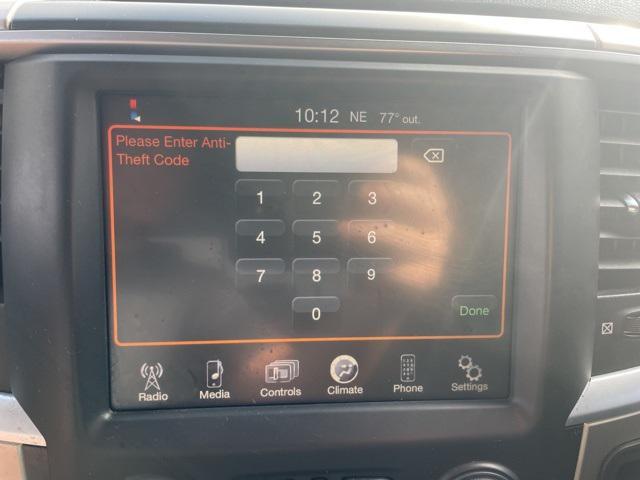 10:12 NE 77° out.
Please Enter Anti-
Theft Code
1 2 3
4 5 6
7 8 9
0
Done
Radio Media Controls Climate Phone Settings